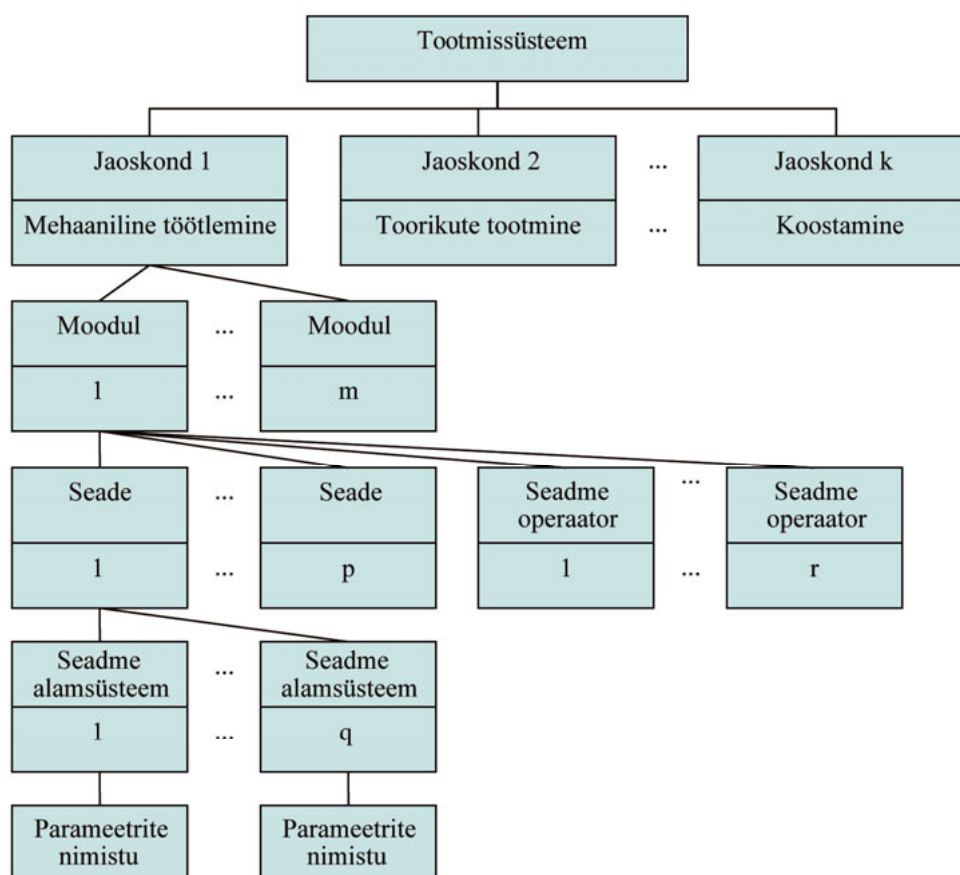 Tootmissüsteem
Jaoskond 1
Jaoskond 2
...
Jaoskond k
Mehaaniline töötlemine
Toorikute tootmine
...
Koostamine
Moodul
...
Moodul
1
...
m
Seade
...
Seade
Seadme
operaator
...
Seadme
operaator
1
...
p
1
...
r
Seadme
alamsüsteem
...
Seadme
alamsüsteem
1
...
q
Parameetrite
nimistu
Parameetrite
nimistu